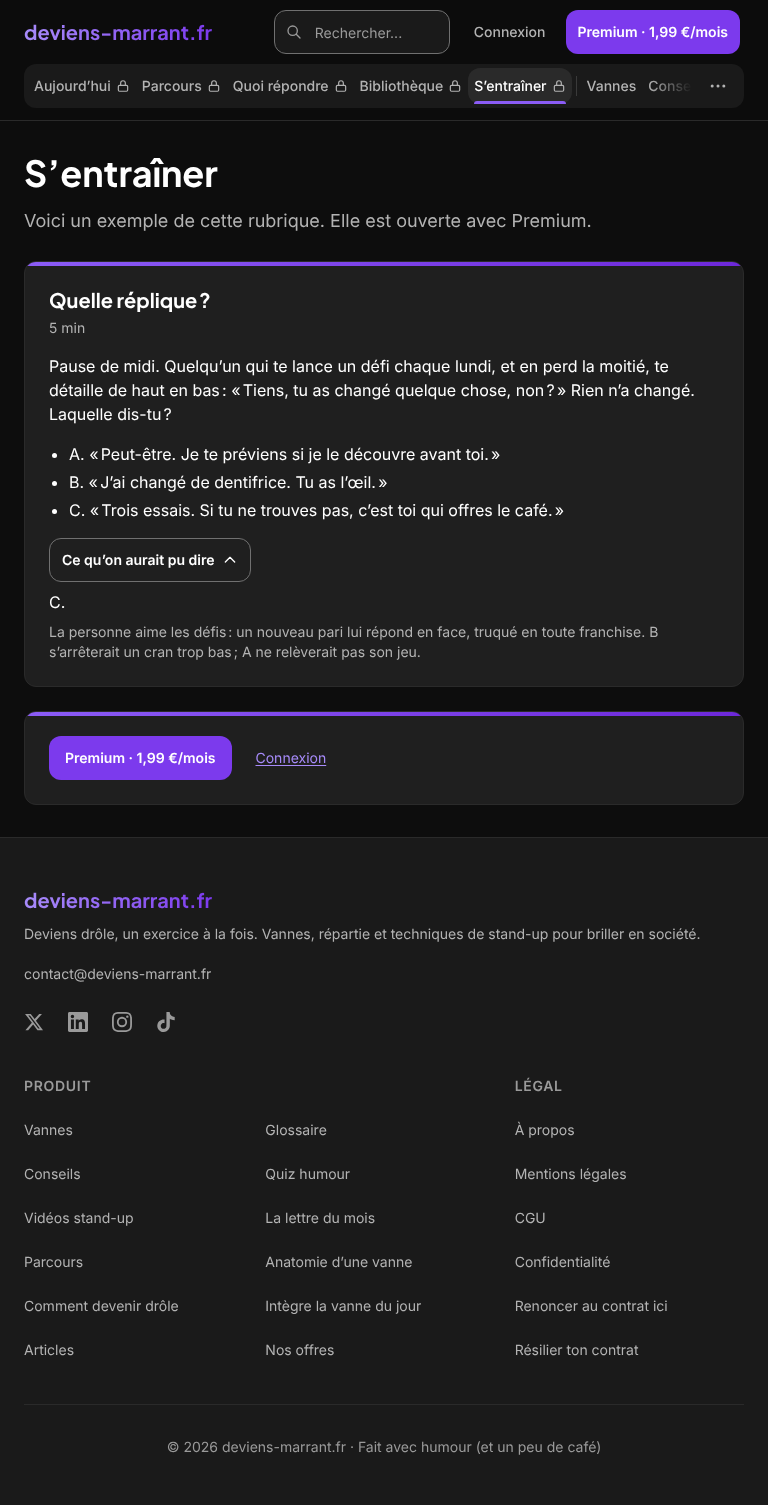 deviens-marrant.fr
Rechercher...
Connexion
Premium · 1,99 €/mois
Aujourd’hui
Parcours
Quoi répondre
Bibliothèque
S’entraîner
Vannes
Conse
S’entraîner
Voici un exemple de cette rubrique. Elle est ouverte avec Premium.
Quelle réplique ?
5 min
Pause de midi. Quelqu’un qui te lance un défi chaque lundi, et en perd la moitié, te
détaille de haut en bas : « Tiens, tu as changé quelque chose, non ? » Rien n’a changé.
Laquelle dis-tu ?
• A. « Peut-être. Je te préviens si je le découvre avant toi. »
• B. « J’ai changé de dentifrice. Tu as l’œil. »
• C. « Trois essais. Si tu ne trouves pas, c’est toi qui offres le café. »
Ce qu’on aurait pu dire
C.
La personne aime les défis : un nouveau pari lui répond en face, truqué en toute franchise. B
s’arrêterait un cran trop bas ; A ne relèverait pas son jeu.
Premium · 1,99 €/mois
Connexion
deviens-marrant.fr
Deviens drôle, un exercice à la fois. Vannes, répartie et techniques de stand-up pour briller en société.
contact@deviens-marrant.fr
PRODUIT
Vannes
Conseils
Vidéos stand-up
Parcours
Comment devenir drôle
Articles
Glossaire
Quiz humour
La lettre du mois
Anatomie d’une vanne
Intègre la vanne du jour
Nos offres
LÉGAL
À propos
Mentions légales
CGU
Confidentialité
Renoncer au contrat ici
Résilier ton contrat
© 2026 deviens-marrant.fr · Fait avec humour (et un peu de café)